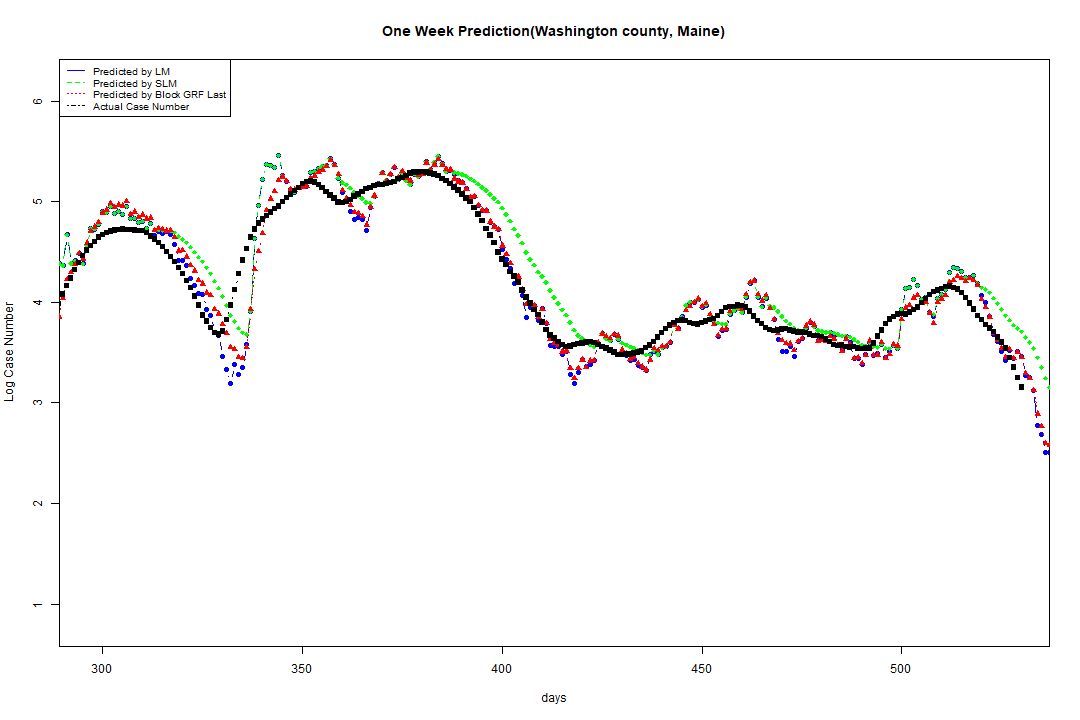 One Week Prediction(Washington county, Maine)
Predicted by LM
Predicted by SLM
Predicted by Block GRF Last
Actual Case Number
Log Case Number
6
5
4
3
2
1
300 350 400 450 500
days